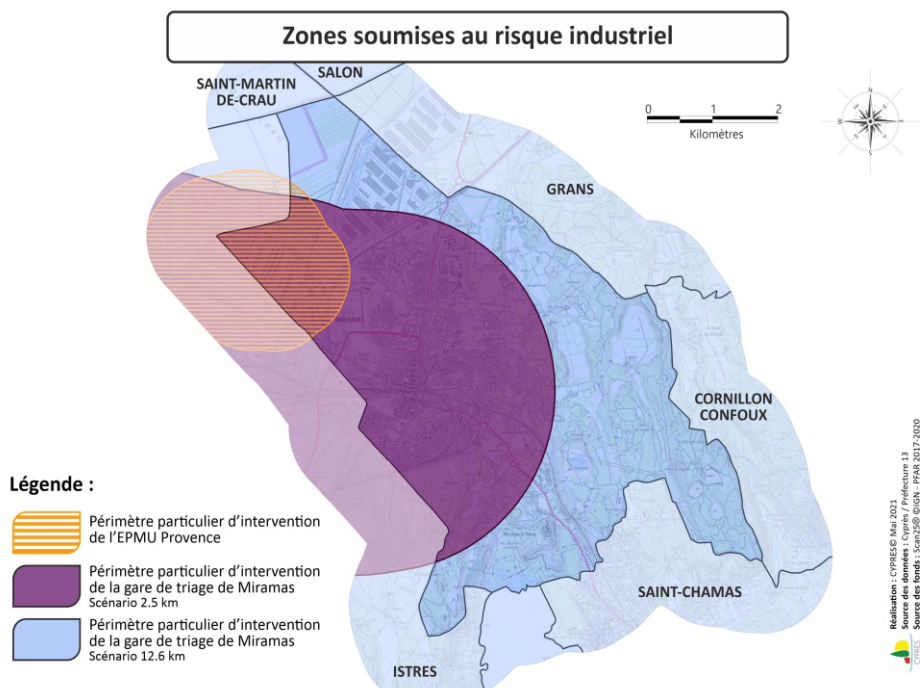 Zones soumises au risque industriel
SAINT-MARTIN
DE-CRAU
SALON
0 1 2
Kilomètres
N
W
S
GRANS
CORNILLON
CONFOUX
SAINT-CHAMAS
ISTRES
Légende :
Périmètre particulier d'intervention
de l'EPMU Provence
Périmètre particulier d'intervention
de la gare de triage de Miramas
Scénario 2.5 km
Périmètre particulier d'intervention
de la gare de triage de Miramas
Scénario 12.6 km
Réalisation : CYPRES© Mai 2021
Source des données : Cyprès / Préfecture 13
Source des fonds : Scan25® ©IGN - PFAR 2017-2020
CYPRES